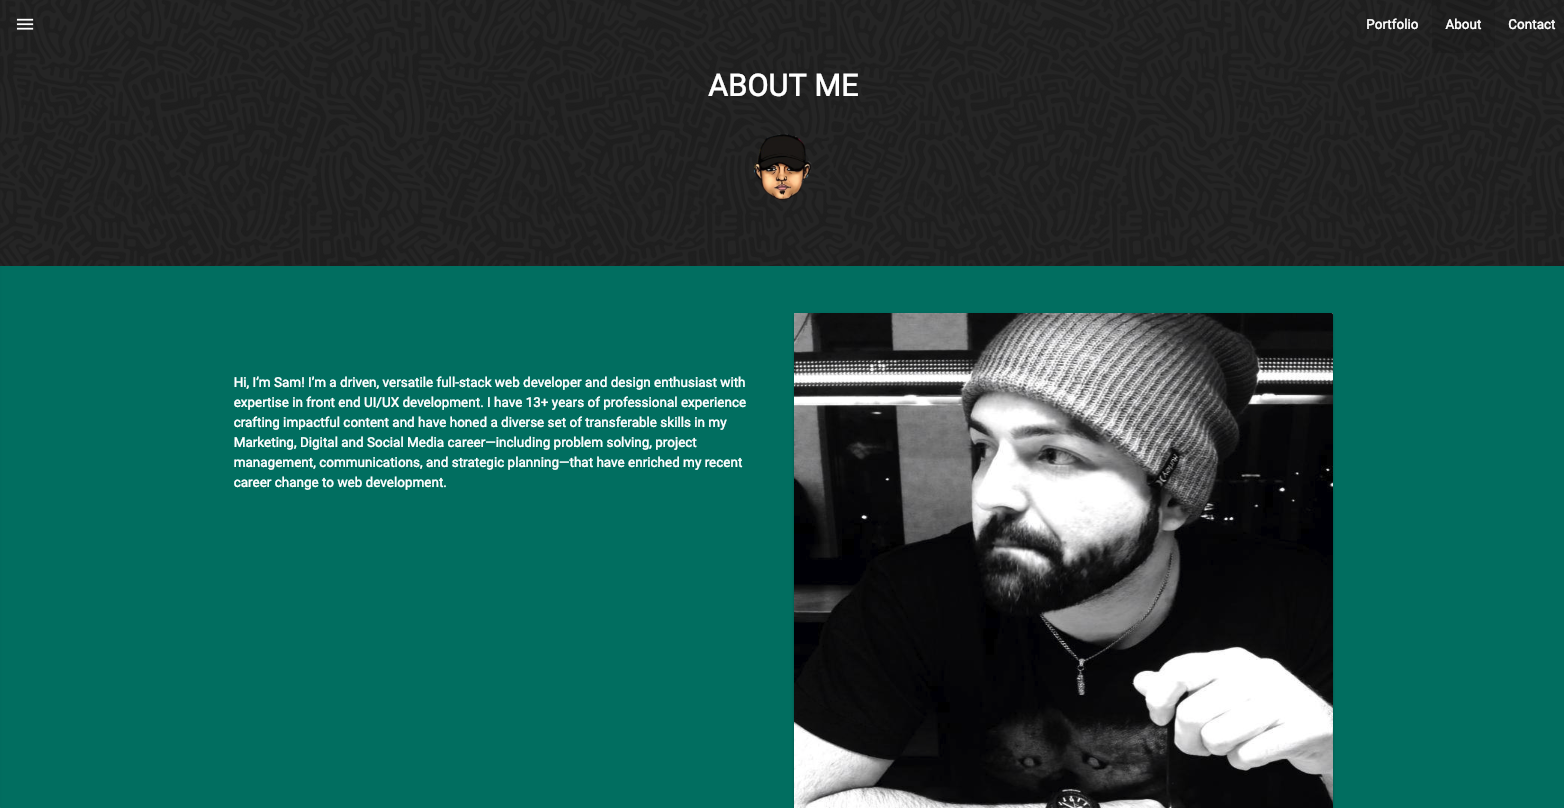 Portfolio
About
Contact
ABOUT ME
Hi, I’m Sam! I’m a driven, versatile full-stack web developer and design enthusiast with
expertise in front end UI/UX development. I have 13+ years of professional experience
crafting impactful content and have honed a diverse set of transferable skills in my
Marketing, Digital and Social Media career—including problem solving, project
management, communications, and strategic planning—that have enriched my recent
career change to web development.